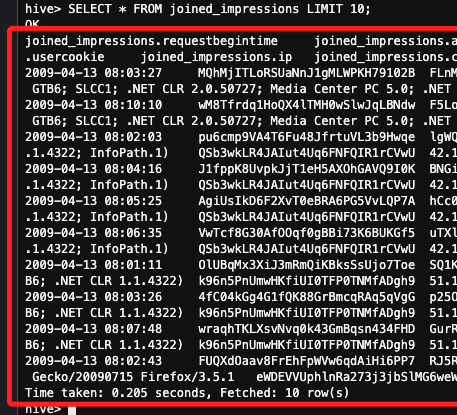 hive> SELECT * FROM joined_impressions LIMIT 10;
OK
joined_impressions.requestbegintime joined_impressions.a
.usercookie joined_impressions.ip joined_impressions.c
2009-04-13 08:03:27 MQhMjITLoRSUaNnJ1gMLWPKH79102B FLnM
GTB6; SLCC1; .NET CLR 2.0.50727; Media Center PC 5.0; .NET
2009-04-13 08:10:10 wM8Tfrdq1HoQX4lTMH0wSlwJqLBNdw F5Lo
GTB6; SLCC1; .NET CLR 2.0.50727; Media Center PC 5.0; .NET
2009-04-13 08:02:03 pu6cmp9VA4T6Fu48JfrtuVL3b9Hwqe lgWQ
.1.4322; InfoPath.1) QSb3wkLR4JAIut4Uq6FNFQIR1rCVwU 42.1
2009-04-13 08:04:16 J1fppK8UvpkJjT1eH5AXOhGAVQ9I0K BNGi
.1.4322; InfoPath.1) QSb3wkLR4JAIut4Uq6FNFQIR1rCVwU 42.1
2009-04-13 08:05:25 AgiUsIkD6F2XvT0eBRA6PG5VvLQP7A hCc0
.1.4322; InfoPath.1) QSb3wkLR4JAIut4Uq6FNFQIR1rCVwU 42.1
2009-04-13 08:06:35 VwTcf8G30AfOOqf0gBBi73K6BUKGf5 uTXl
.1.4322; InfoPath.1) QSb3wkLR4JAIut4Uq6FNFQIR1rCVwU 42.1
2009-04-13 08:01:11 OlUBqMx3XiJ3mRmQiKBksSsUjo7Toe SQ1K
B6; .NET CLR 1.1.4322) k96n5PnUmwHKfiUI0TFP0TNMfADgh9 51.1
2009-04-13 08:03:26 4fC04kGg4G1fQK88GrBmcqRAq5qVgG p25O
B6; .NET CLR 1.1.4322) k96n5PnUmwHKfiUI0TFP0TNMfADgh9 51.1
2009-04-13 08:07:48 wraqhTKLXsvNvq0k43GmBqsn434FHD GurR
B6; .NET CLR 1.1.4322) k96n5PnUmwHKfiUI0TFP0TNMfADgh9 51.1
2009-04-13 08:02:43 FUQXdOaav8FrEhFpWVw6qdAiHi6PP7 RJ5R
Gecko/20090715 Firefox/3.5.1 eWDEVVUphlnRa273j3jbSlMG6weW
Time taken: 0.205 seconds, Fetched: 10 row(s)
hive>